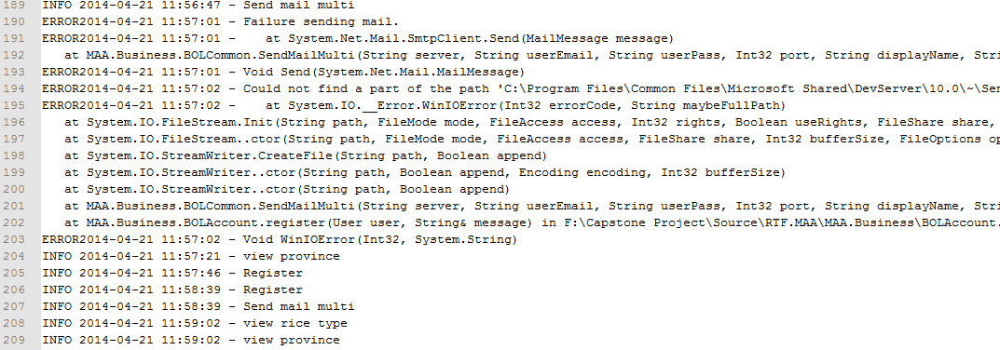 189 INFO 2014-04-21 11:56:47 - Send mail multi
190 ERROR2014-04-21 11:57:01 - Failure sending mail.
191 ERROR2014-04-21 11:57:01 -    at System.Net.Mail.SmtpClient.Send(MailMessage message)
192    at MAA.Business.BOLCommon.SendMailMulti(String server, String userEmail, String userPass, Int32 port, String displayName, Stri
193 ERROR2014-04-21 11:57:01 - Void Send(System.Net.Mail.MailMessage)
194 ERROR2014-04-21 11:57:02 - Could not find a part of the path 'C:\Program Files\Common Files\Microsoft Shared\DevServer\10.0\~\Sen
195 ERROR2014-04-21 11:57:02 -    at System.IO.__Error.WinIOError(Int32 errorCode, String maybeFullPath)
196    at System.IO.FileStream.Init(String path, FileMode mode, FileAccess access, Int32 rights, Boolean useRights, FileShare share,
197    at System.IO.FileStream..ctor(String path, FileMode mode, FileAccess access, FileShare share, Int32 bufferSize, FileOptions op
198    at System.IO.StreamWriter.CreateFile(String path, Boolean append)
199    at System.IO.StreamWriter..ctor(String path, Boolean append, Encoding encoding, Int32 bufferSize)
200    at System.IO.StreamWriter..ctor(String path, Boolean append)
201    at MAA.Business.BOLCommon.SendMailMulti(String server, String userEmail, String userPass, Int32 port, String displayName, Stri
202    at MAA.Business.BOLAccount.register(User user, String& message) in F:\Capstone Project\Source\RTF.MAA\MAA.Business\BOLAccount.
203 ERROR2014-04-21 11:57:02 - Void WinIOError(Int32, System.String)
204 INFO 2014-04-21 11:57:21 - view province
205 INFO 2014-04-21 11:57:46 - Register
206 INFO 2014-04-21 11:58:39 - Register
207 INFO 2014-04-21 11:58:39 - Send mail multi
208 INFO 2014-04-21 11:59:02 - view rice type
209 INFO 2014-04-21 11:59:02 - view province